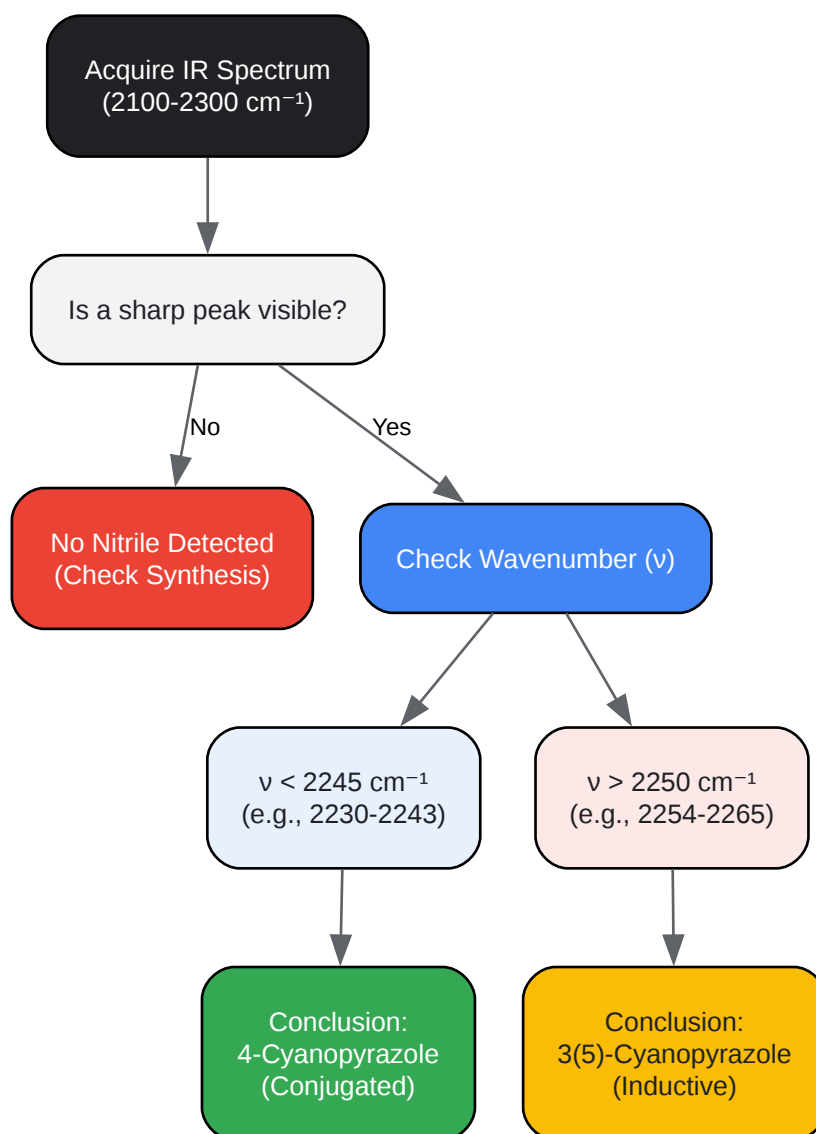 Acquire IR Spectrum
(2100-2300 cm⁻¹)
Is a sharp peak visible?
No
Yes
No Nitrile Detected
(Check Synthesis)
Check Wavenumber (ν)
ν < 2245 cm⁻¹
(e.g., 2230-2243)
ν > 2250 cm⁻¹
(e.g., 2254-2265)
Conclusion:
4-Cyanopyrazole
(Conjugated)
Conclusion:
3(5)-Cyanopyrazole
(Inductive)